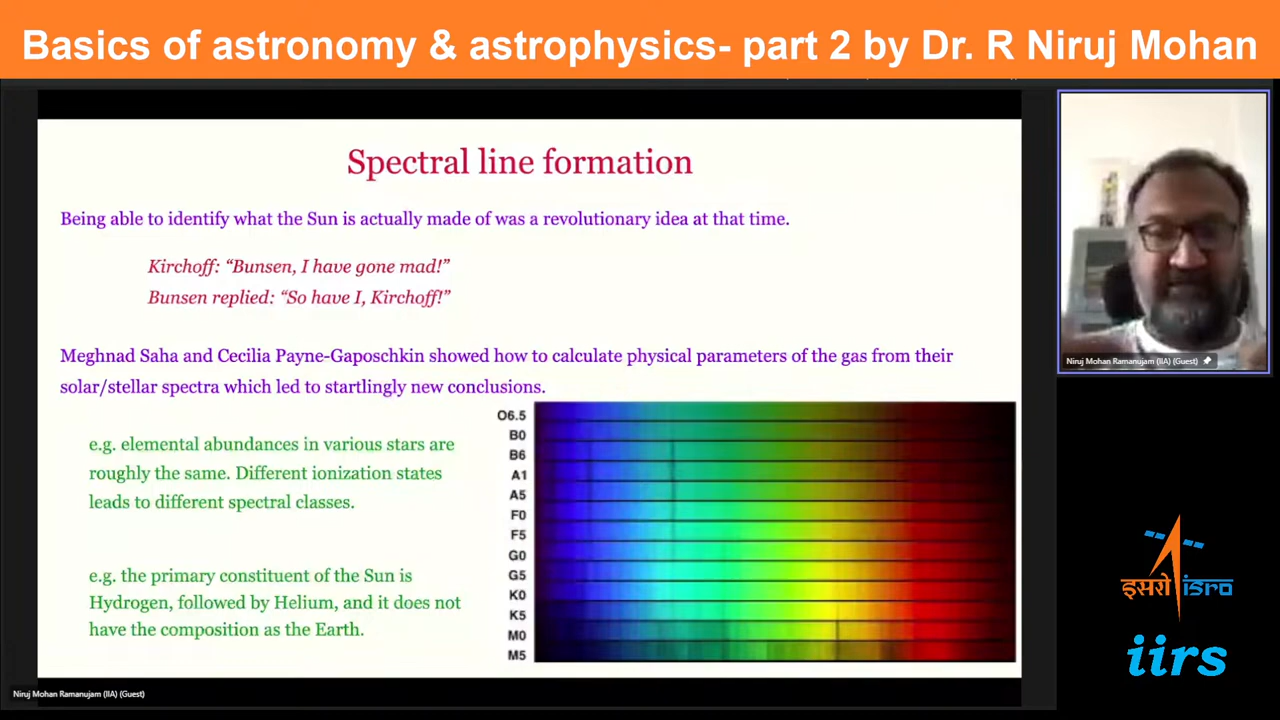 Basics of astronomy & astrophysics- part 2 by Dr. R Niruj Mohan
Spectral line formation
Being able to identify what the Sun is actually made of was a revolutionary idea at that time.
Kirchoff: “Bunsen, I have gone mad!”
Bunsen replied: “So have I, Kirchoff!”
Meghnad Saha and Cecilia Payne-Gaposchkin showed how to calculate physical parameters of the gas from their
solar/stellar spectra which led to startlingly new conclusions.
e.g. elemental abundances in various stars are
roughly the same. Different ionization states
leads to different spectral classes.
e.g. the primary constituent of the Sun is
Hydrogen, followed by Helium, and it does not
have the composition as the Earth.
O6.5
B0
B6
A1
A5
F0
F5
G0
G5
K0
K5
M0
M5
Niruj Mohan Ramanujam (IIA) (Guest)
Niruj Mohan Ramanujam (IIA) (Guest)
इसरो isro
iirs